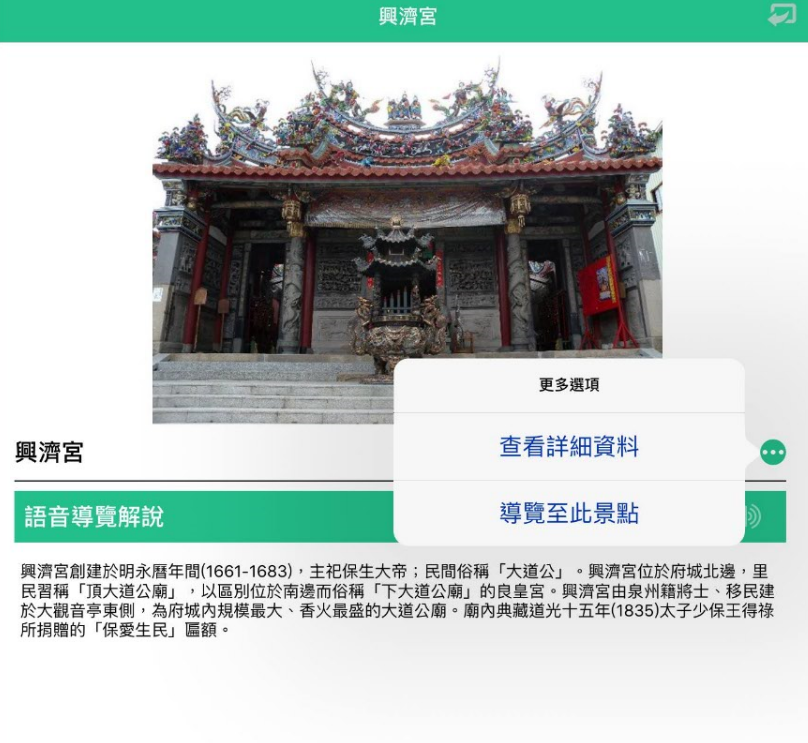 興濟宮
更多選項
興濟宮
查看詳細資料
語音導覽解說
導覽至此景點
興濟宮創建於明永曆年間(1661-1683)，主祀保生大帝；民間俗稱「大道公」。興濟宮位於府城北邊，里
民習稱「頂大道公廟」，以區別位於南邊而俗稱「下大道公廟」的良皇宮。興濟宮由泉州籍將士、移民建
於大觀音亭東側，為府城內規模最大、香火最盛的大道公廟。廟內典藏道光十五年(1835)太子少保王得祿
所捐贈的「保愛生民」匾額。